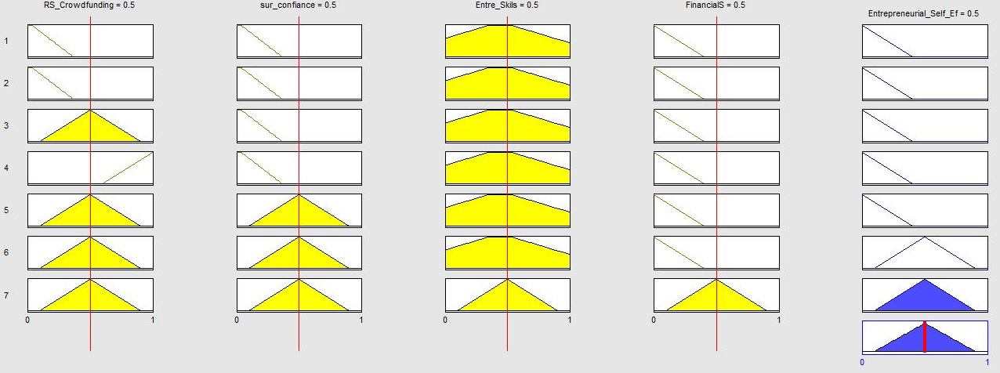 RS_Crowdfunding = 0.5
sur_confiance = 0.5
Entre_Skils = 0.5
FinancialS = 0.5
Entrepreneurial_Self_Ef = 0.5
1
2
3
4
5
6
7
0 1
0 1
0 1
0 1
0 1